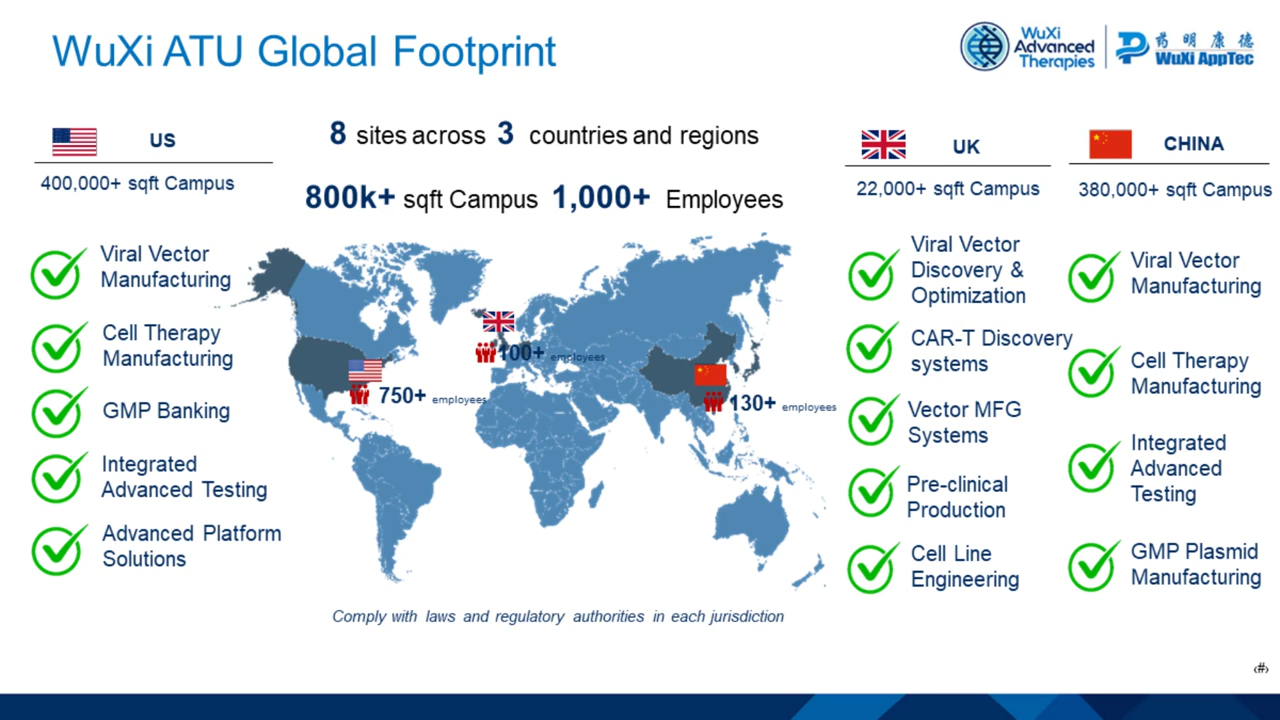 WuXi ATU Global Footprint
WuXi
Advanced
Therapies
药明康德
WuXi AppTec
US
400,000+ sqft Campus
Viral Vector
Manufacturing
Cell Therapy
Manufacturing
GMP Banking
Integrated
Advanced Testing
Advanced Platform
Solutions
8 sites across 3 countries and regions
800k+ sqft Campus 1,000+ Employees
100+ employees
750+ employees
130+ employees
Comply with laws and regulatory authorities in each jurisdiction
UK
22,000+ sqft Campus
Viral Vector
Discovery &
Optimization
CAR-T Discovery
systems
Vector MFG
Systems
Pre-clinical
Production
Cell Line
Engineering
CHINA
380,000+ sqft Campus
Viral Vector
Manufacturing
Cell Therapy
Manufacturing
Integrated
Advanced
Testing
GMP Plasmid
Manufacturing
‹#›